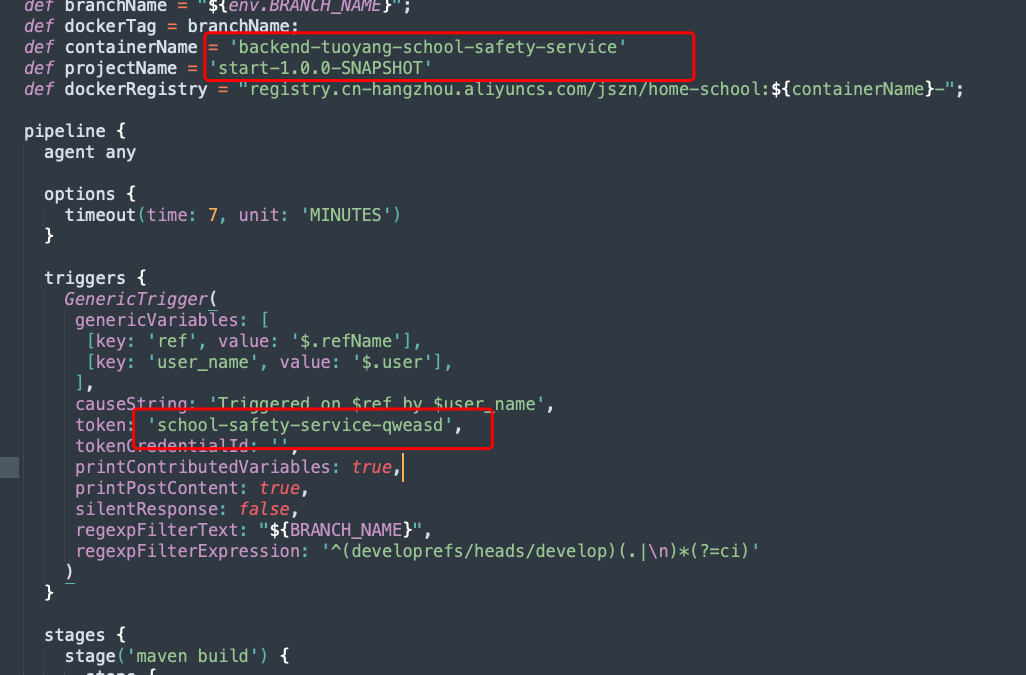 def branchName = "${env.BRANCH_NAME}";
def dockerTag = branchName;
def containerName = 'backend-tuoyang-school-safety-service'
def projectName = 'start-1.0.0-SNAPSHOT'
def dockerRegistry = "registry.cn-hangzhou.aliyuncs.com/jszn/home-school:${containerName}-";
pipeline {
agent any
options {
timeout(time: 7, unit: 'MINUTES')
}
triggers {
GenericTrigger(
genericVariables: [
[key: 'ref', value: '$.refName'],
[key: 'user_name', value: '$.user'],
],
causeString: 'Triggered on $ref by $user_name',
token: 'school-safety-service-qweasd',
tokenCredentialId: '',
printContributedVariables: true,
printPostContent: true,
silentResponse: false,
regexpFilterText: "${BRANCH_NAME}",
regexpFilterExpression: '^(developrefs/heads/develop)(.|\n)*(?=ci)'
)
}
stages {
stage('maven build') {
steps {